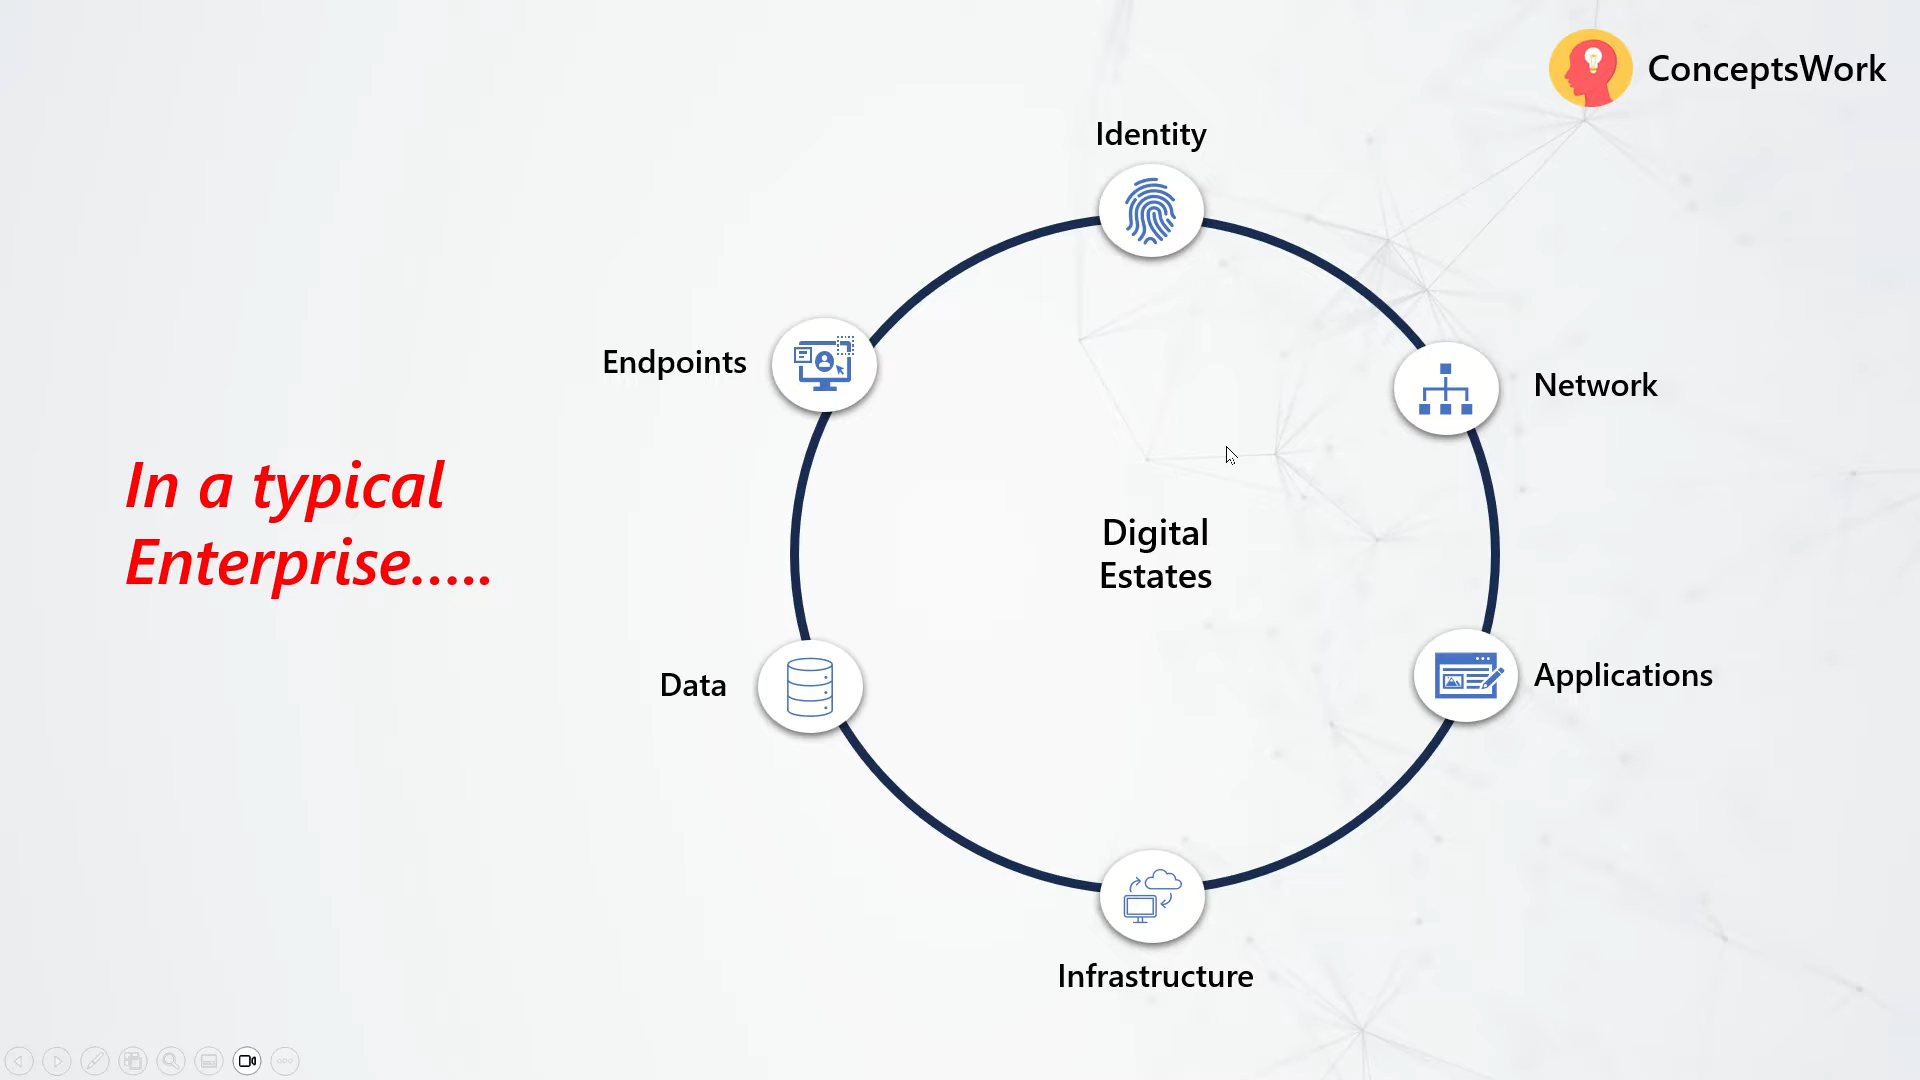 ConceptsWork
Identity
Endpoints
Network
In a typical
Enterprise.....
Digital
Estates
Data
Applications
Infrastructure